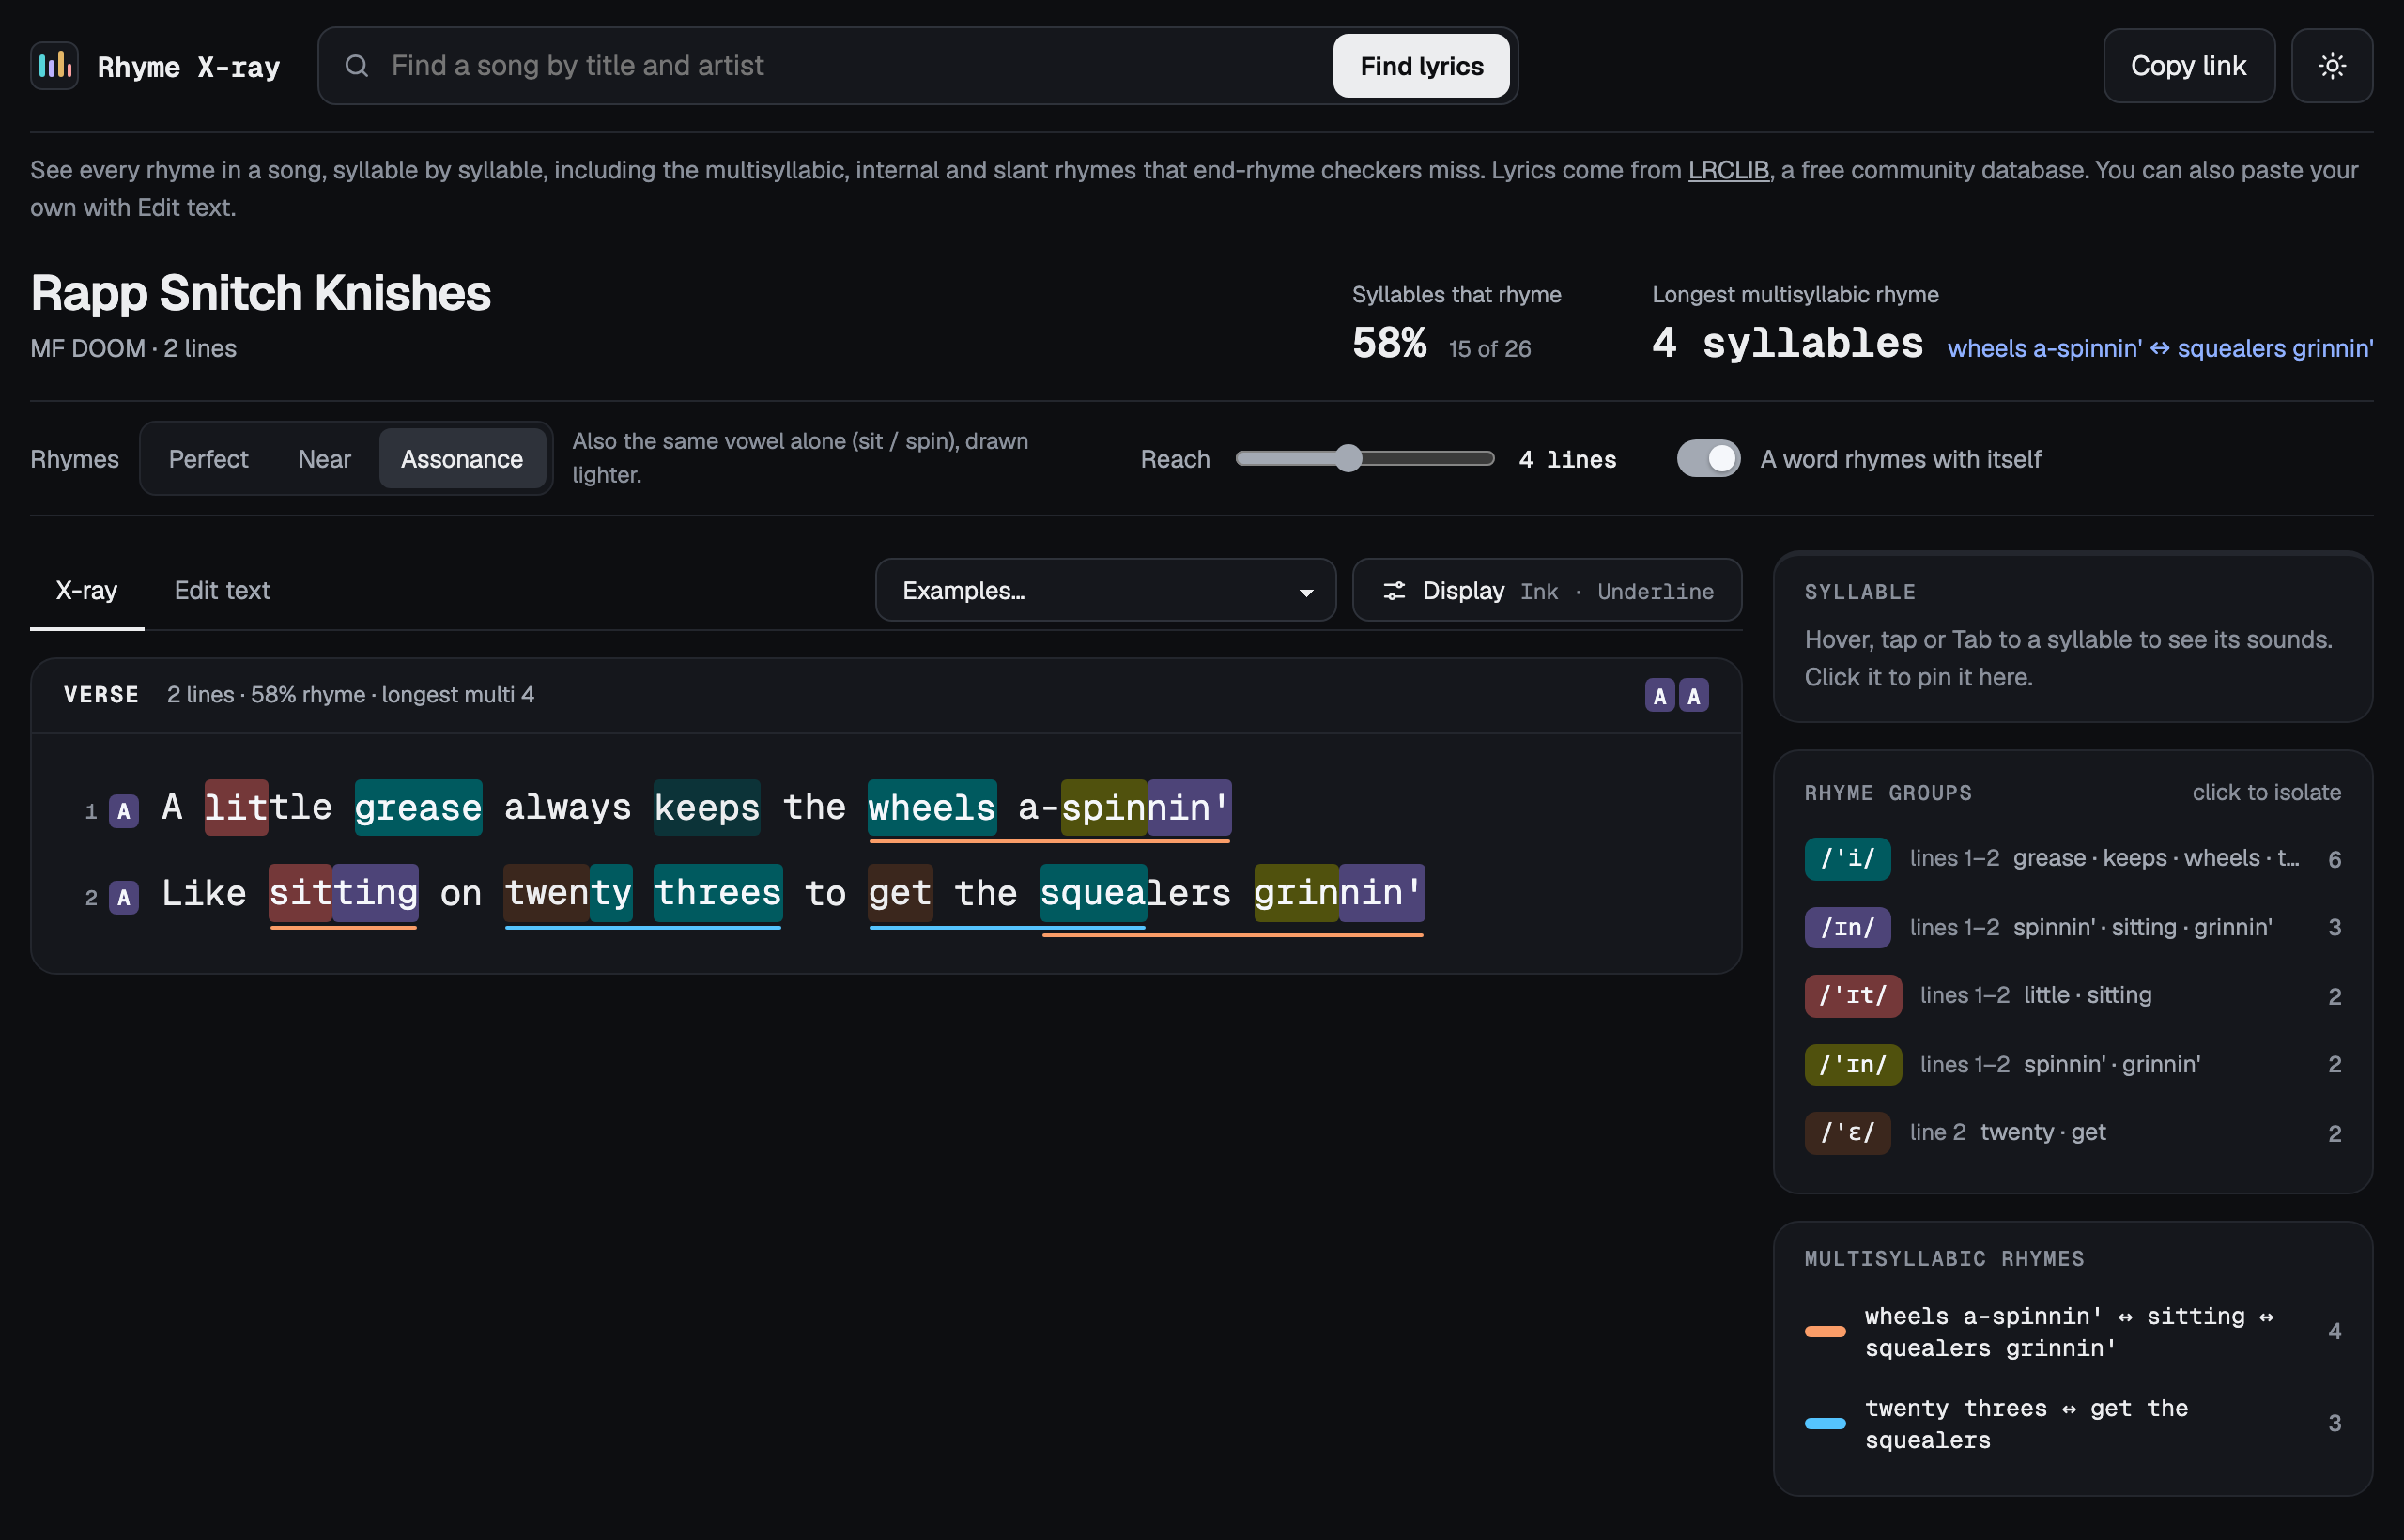 Rhyme X-ray
Find a song by title and artist
Find lyrics
Copy link
See every rhyme in a song, syllable by syllable, including the multisyllabic, internal and slant rhymes that end-rhyme checkers miss. Lyrics come from LRCLIB, a free community database. You can also paste your
own with Edit text.
Rapp Snitch Knishes
MF DOOM · 2 lines
Syllables that rhyme
58% 15 of 26
Longest multisyllabic rhyme
4 syllables wheels a-spinnin' ↔ squealers grinnin'
Rhymes
Perfect
Near
Assonance
Also the same vowel alone (sit / spin), drawn
lighter.
Reach
4 lines
A word rhymes with itself
X-ray
Edit text
Examples…
Display Ink · Underline
VERSE 2 lines · 58% rhyme · longest multi 4
A A
1 A A little grease always keeps the wheels a-spinnin'
2 A Like sitting on twenty threes to get the squealers grinnin'
SYLLABLE
Hover, tap or Tab to a syllable to see its sounds.
Click it to pin it here.
RHYME GROUPS
click to isolate
/ˈi/ lines 1–2 grease · keeps · wheels · t… 6
/ɪn/ lines 1–2 spinnin' · sitting · grinnin' 3
/ˈɪt/ lines 1–2 little · sitting 2
/ˈɪn/ lines 1–2 spinnin' · grinnin' 2
/ˈɛ/ line 2 twenty · get 2
MULTISYLLABIC RHYMES
wheels a-spinnin' ↔ sitting ↔
squealers grinnin'
4
twenty threes ↔ get the
squealers
3